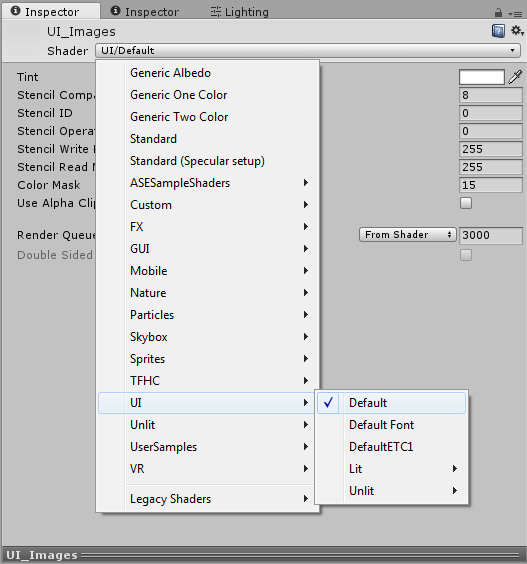 Inspector Inspector Lighting
UI_Images
Shader UI/Default
Generic Albedo
Generic One Color
Generic Two Color
Standard
Standard (Specular setup)
ASESampleShaders
Custom
FX
GUI
Mobile
Nature
Particles
Skybox
Sprites
TFHC
UI
Unlit
UserSamples
VR
Legacy Shaders
Default
Default Font
DefaultETC1
Lit
Unlit
Tint
Stencil Compa 8
Stencil ID 0
Stencil Operat 0
Stencil Write 255
Stencil Read 255
Color Mask 15
Use Alpha Clip
Render Queue From Shader 3000
Double Sided
UI_Images